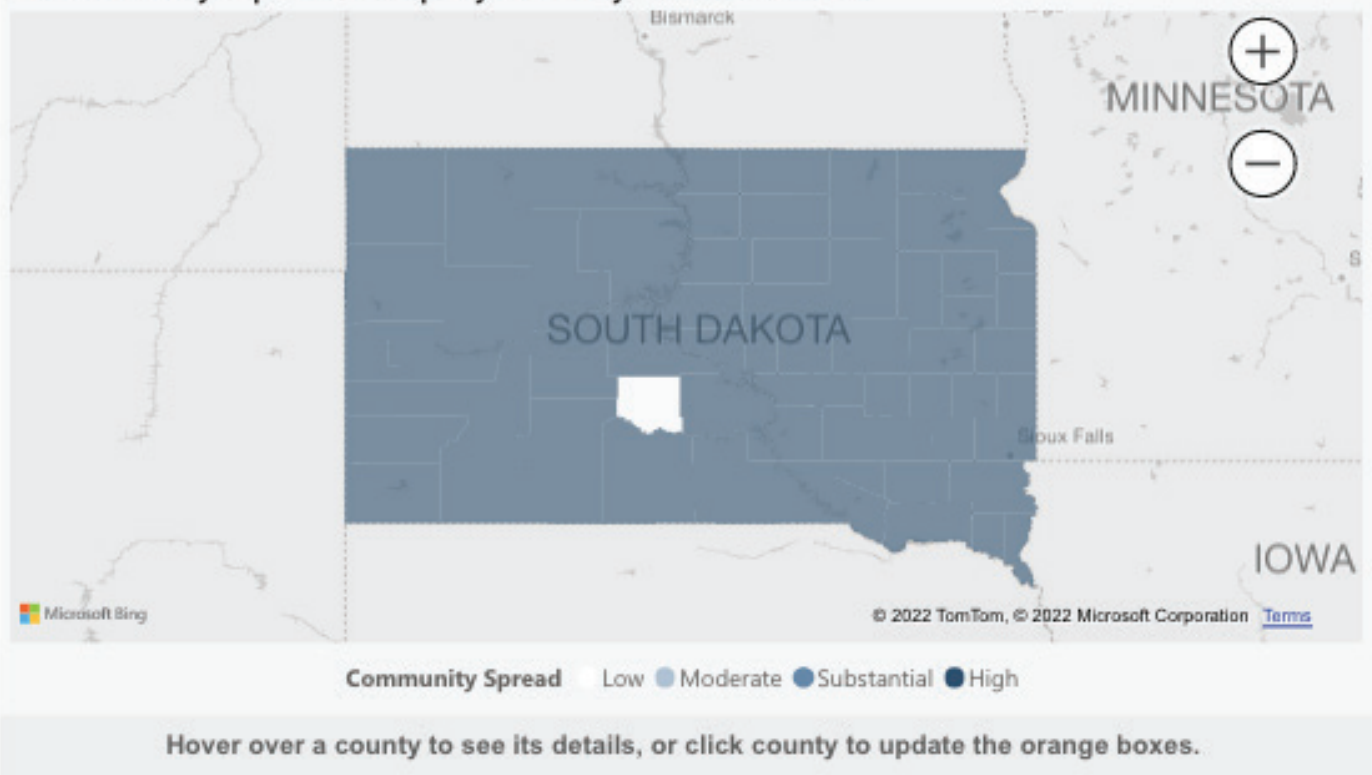 Bismarck
MINNESOTA
SOUTH DAKOTA
Sioux Falls
IOWA
Microsoft Bing
© 2022 TomTom, © 2022 Microsoft Corporation Terms
Community Spread Low Moderate Substantial High
Hover over a county to see its details, or click county to update the orange boxes.